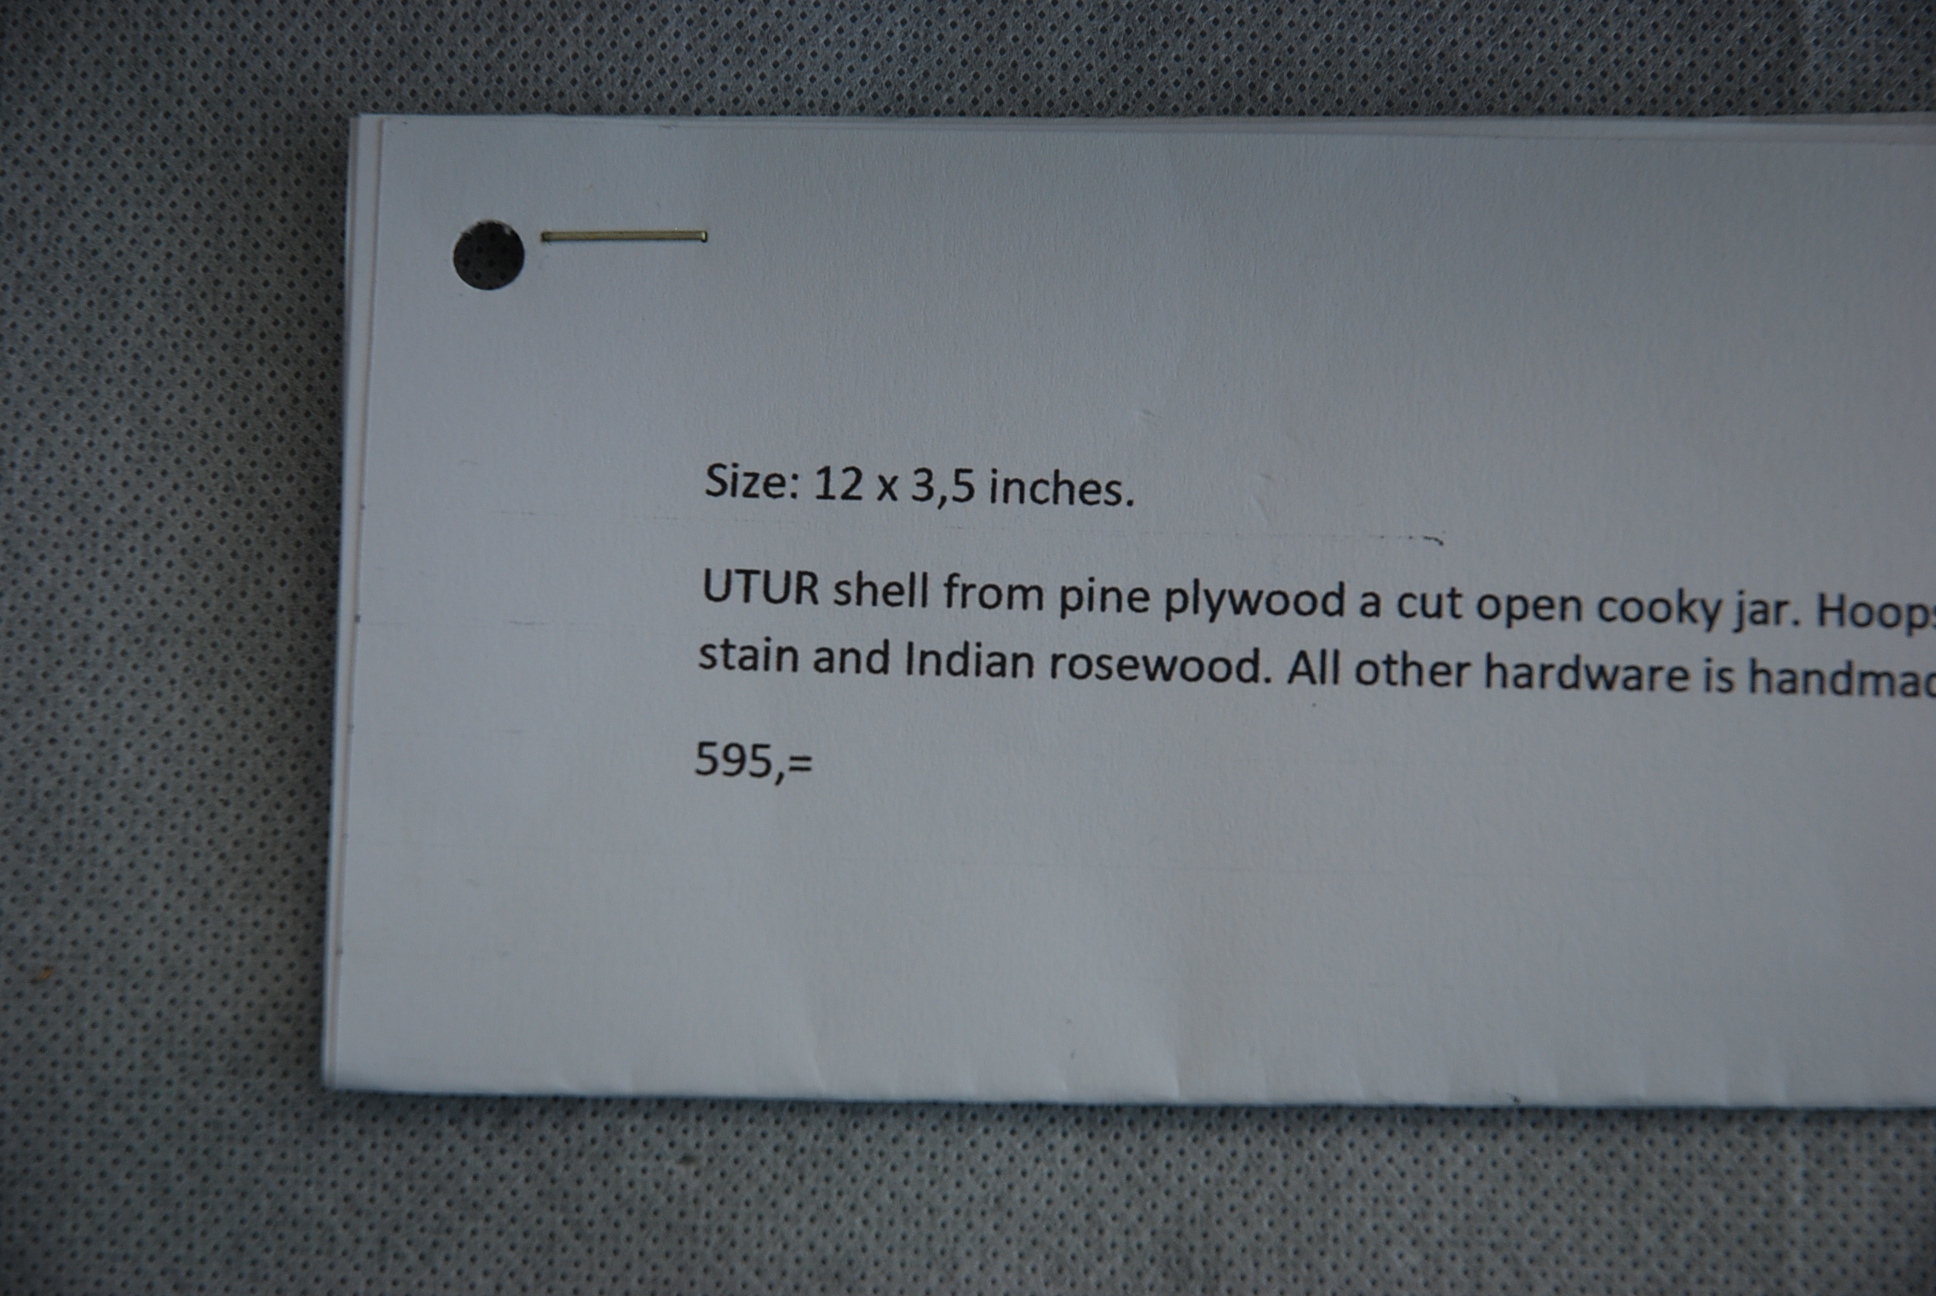 Size: 12 x 3,5 inches.
UTUR shell from pine plywood a cut open cooky jar. Hoops
stain and Indian rosewood. All other hardware is
595,=